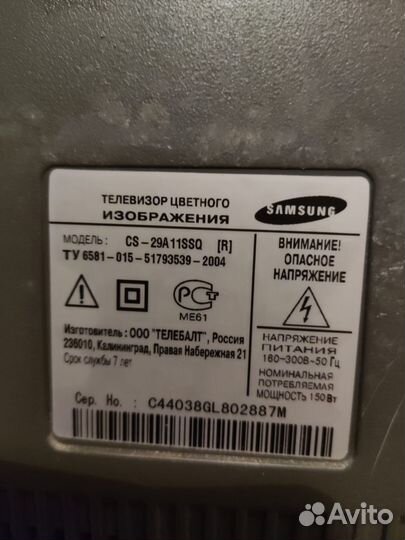 ТЕЛЕВИЗОР ЦВЕТНОГО
ИЗОБРАЖЕНИЯ
МОДЕЛЬ: CS-29A11SSQ [R]
ТУ 6581-015-51793539-2004
РСТ
ME61
Изготовитель: ООО "ТЕЛЕБАЛТ", Россия
236010, Калининград, Правая Набережная 21
Срок службы 7 лет
SAMSUNG
ВНИМАНИЕ!
ОПАСНОЕ
НАПРЯЖЕНИЕ
НАПРЯЖЕНИЕ
ПИТАНИЯ
160-300В~50 Гц
НОМИНАЛЬНАЯ
ПОТРЕБЛЯЕМАЯ
МОЩНОСТЬ 150Вт
Сер. Но. : C44038GL802887M
Avito